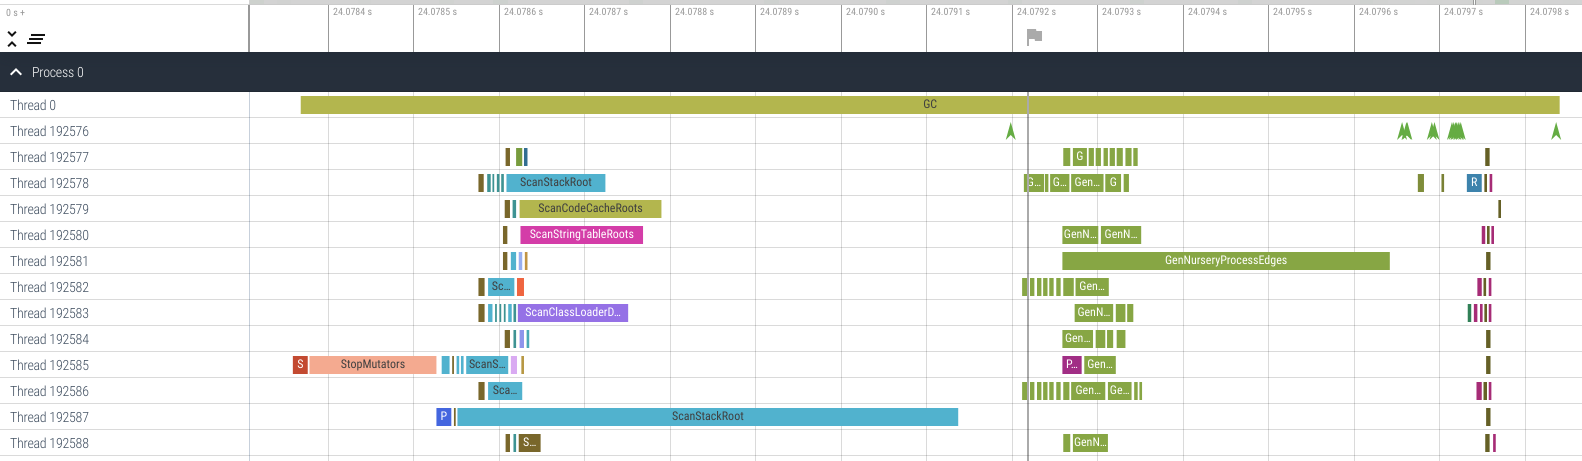 0 s +
24.0784 s 24.0785 s 24.0786 s 24.0787 s 24.0788 s 24.0789 s 24.0790 s 24.0791 s 24.0792 s 24.0793 s 24.0794 s 24.0795 s 24.0796 s 24.0797 s 24.0798 s
Process 0
Thread 0 GC
Thread 192576
Thread 192577 G
Thread 192578 ScanStackRoot G... G... Gen... G R
Thread 192579 ScanCodeCacheRoots
Thread 192580 ScanStringTableRoots GenN... GenN...
Thread 192581 GenNurseryProcessEdges
Thread 192582 Sc... Gen...
Thread 192583 ScanClassLoaderD... GenN...
Thread 192584 Gen...
Thread 192585 S StopMutators ScanS... P... Gen...
Thread 192586 Sca... Gen... Ge...
Thread 192587 P ScanStackRoot
Thread 192588 S... GenN...